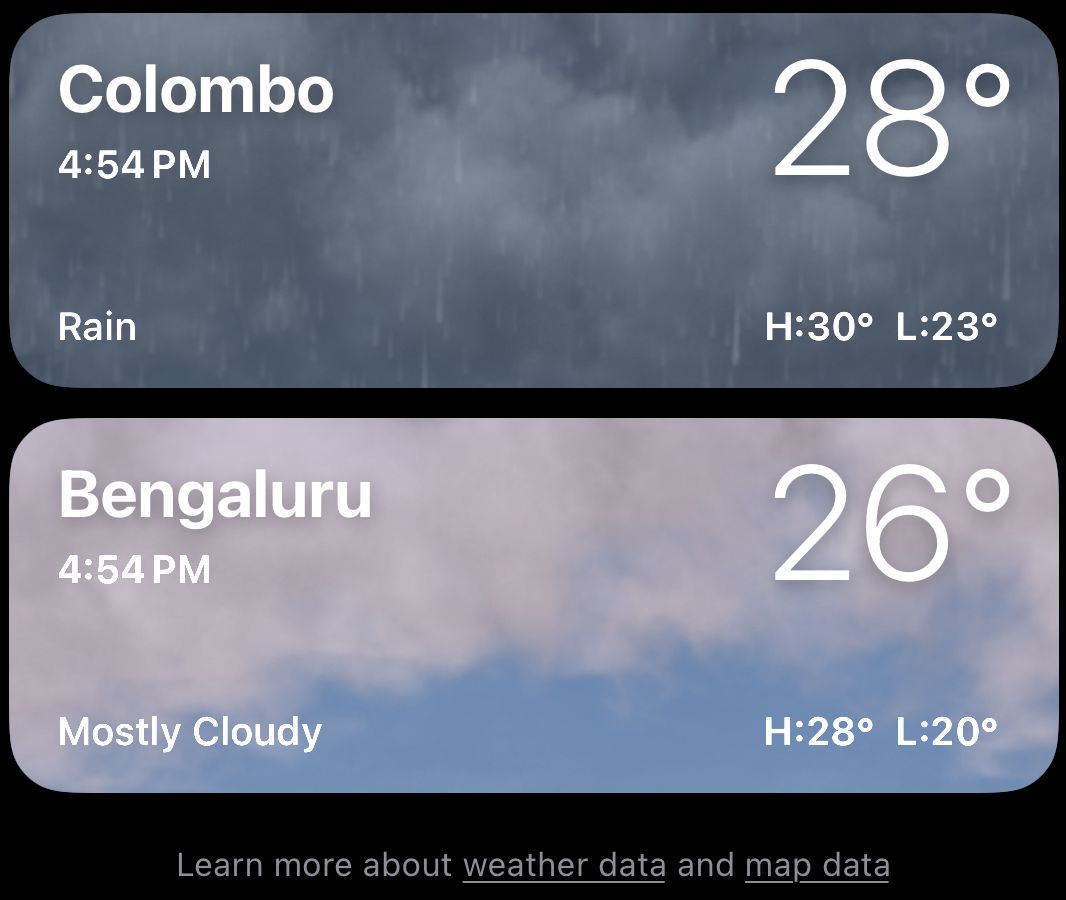 Colombo
28°
4:54 PM
Rain
H:30° L:23°
Bengaluru
26°
4:54 PM
Mostly Cloudy
H:28° L:20°
Learn more about weather data and map data